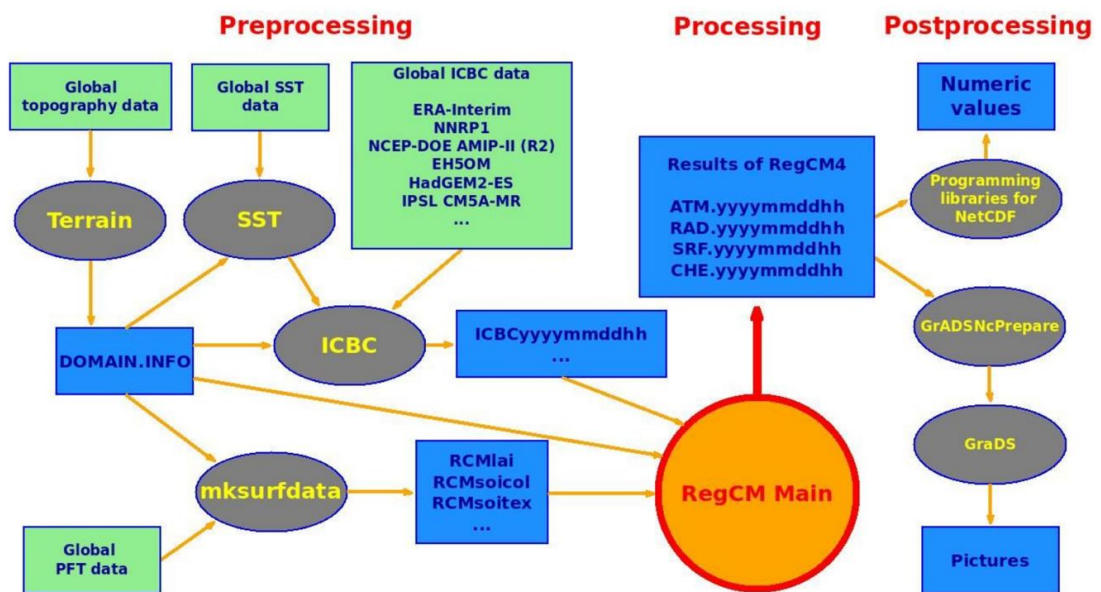 Preprocessing
Processing
Postprocessing
Global
topography data
Global SST
data
Global ICBC data
ERA-Interim
NNRP1
NCEP-DOE AMIP-II (R2)
EH5OM
HadGEM2-ES
IPSL CM5A-MR
...
Terrain
SST
DOMAIN.INFO
ICBC
ICBCyyyymmddhh
...
mksurfdata
Global
PFT data
RCMlai
RCMsoicol
RCMsoitex
...
RegCM Main
Results of RegCM4
ATM.yyyymmddhh
RAD.yyyymmddhh
SRF.yyyymmddhh
CHE.yyyymmddhh
Numeric
values
Programming
libraries for
NetCDF
GrADSNcPrepare
GraDS
Pictures